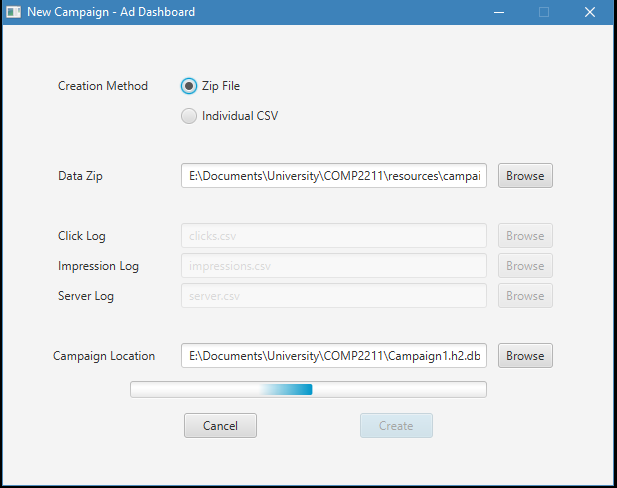 New Campaign - Ad Dashboard
Creation Method Zip File
Individual CSV
Data Zip E:\Documents\University\COMP2211\resources\campai Browse
Click Log clicks.csv Browse
Impression Log impressions.csv Browse
Server Log server.csv Browse
Campaign Location E:\Documents\University\COMP2211\Campaign1.h2.db Browse
Cancel Create